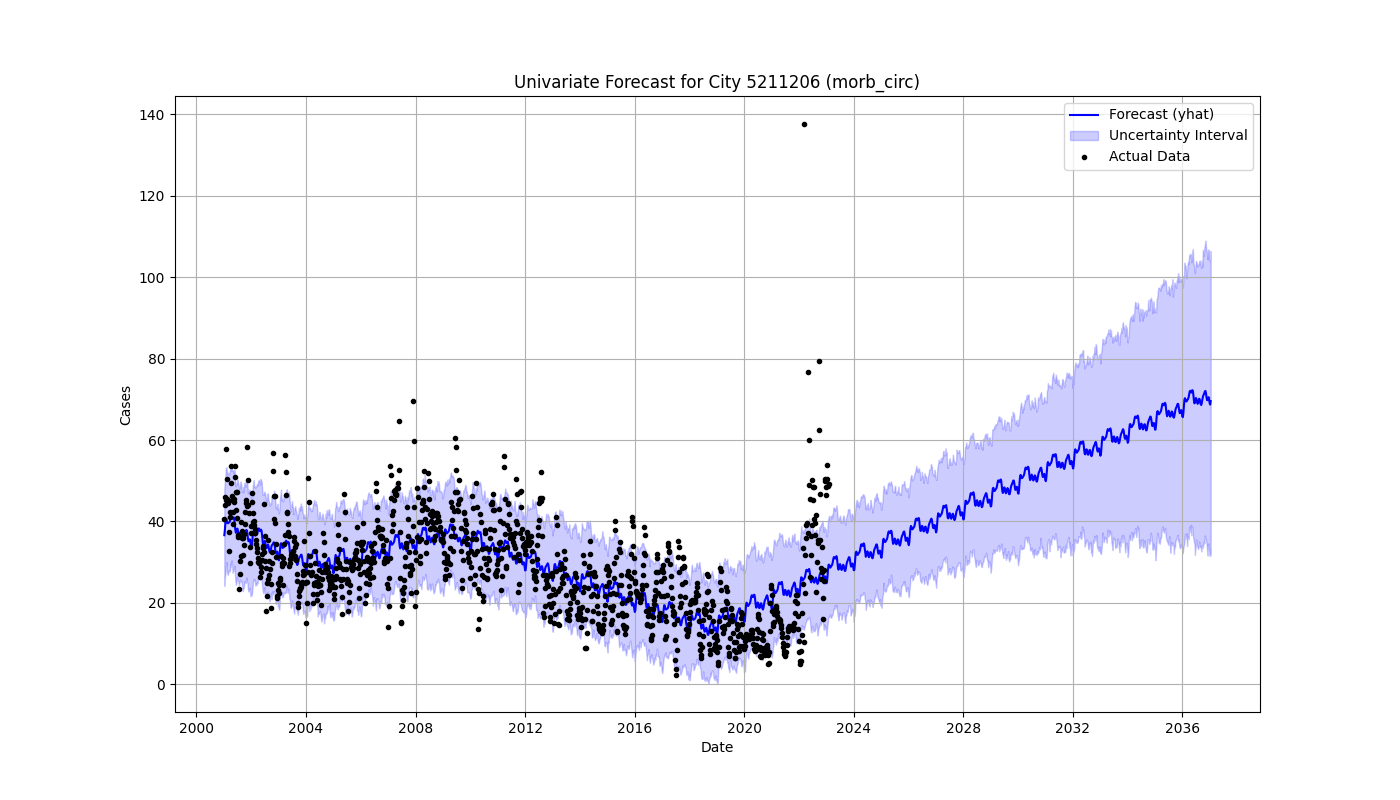 Univariate Forecast for City 5211206 (morb_circ)
Forecast (yhat)
Uncertainty Interval
Actual Data
Cases
140
120
100
80
60
40
20
0
2000 2004 2008 2012 2016 2020 2024 2028 2032 2036
Date